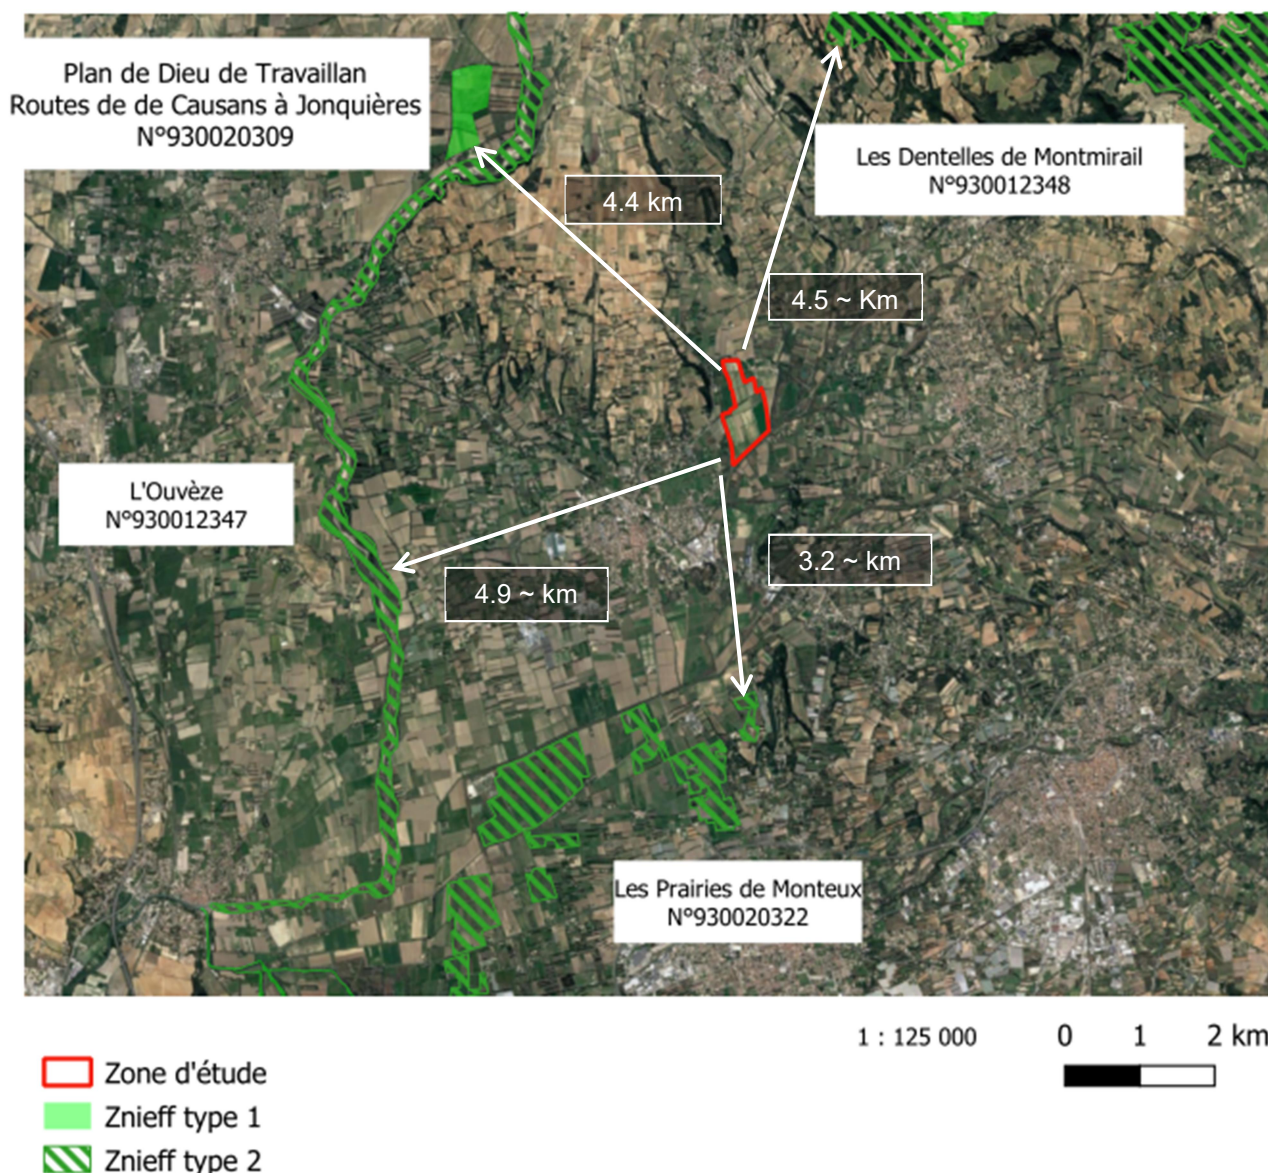 Plan de Dieu de Travaillan
Routes de de Causans à Jonquières
N°930020309
Les Dentelles de Montmirail
N°930012348
4.4 km
4.5 ~ Km
L'Ouvèze
N°930012347
3.2 ~ km
4.9 ~ km
Les Prairies de Monteux
N°930020322
1 : 125 000
0 1 2 km
Zone d'étude
Znieff type 1
Znieff type 2